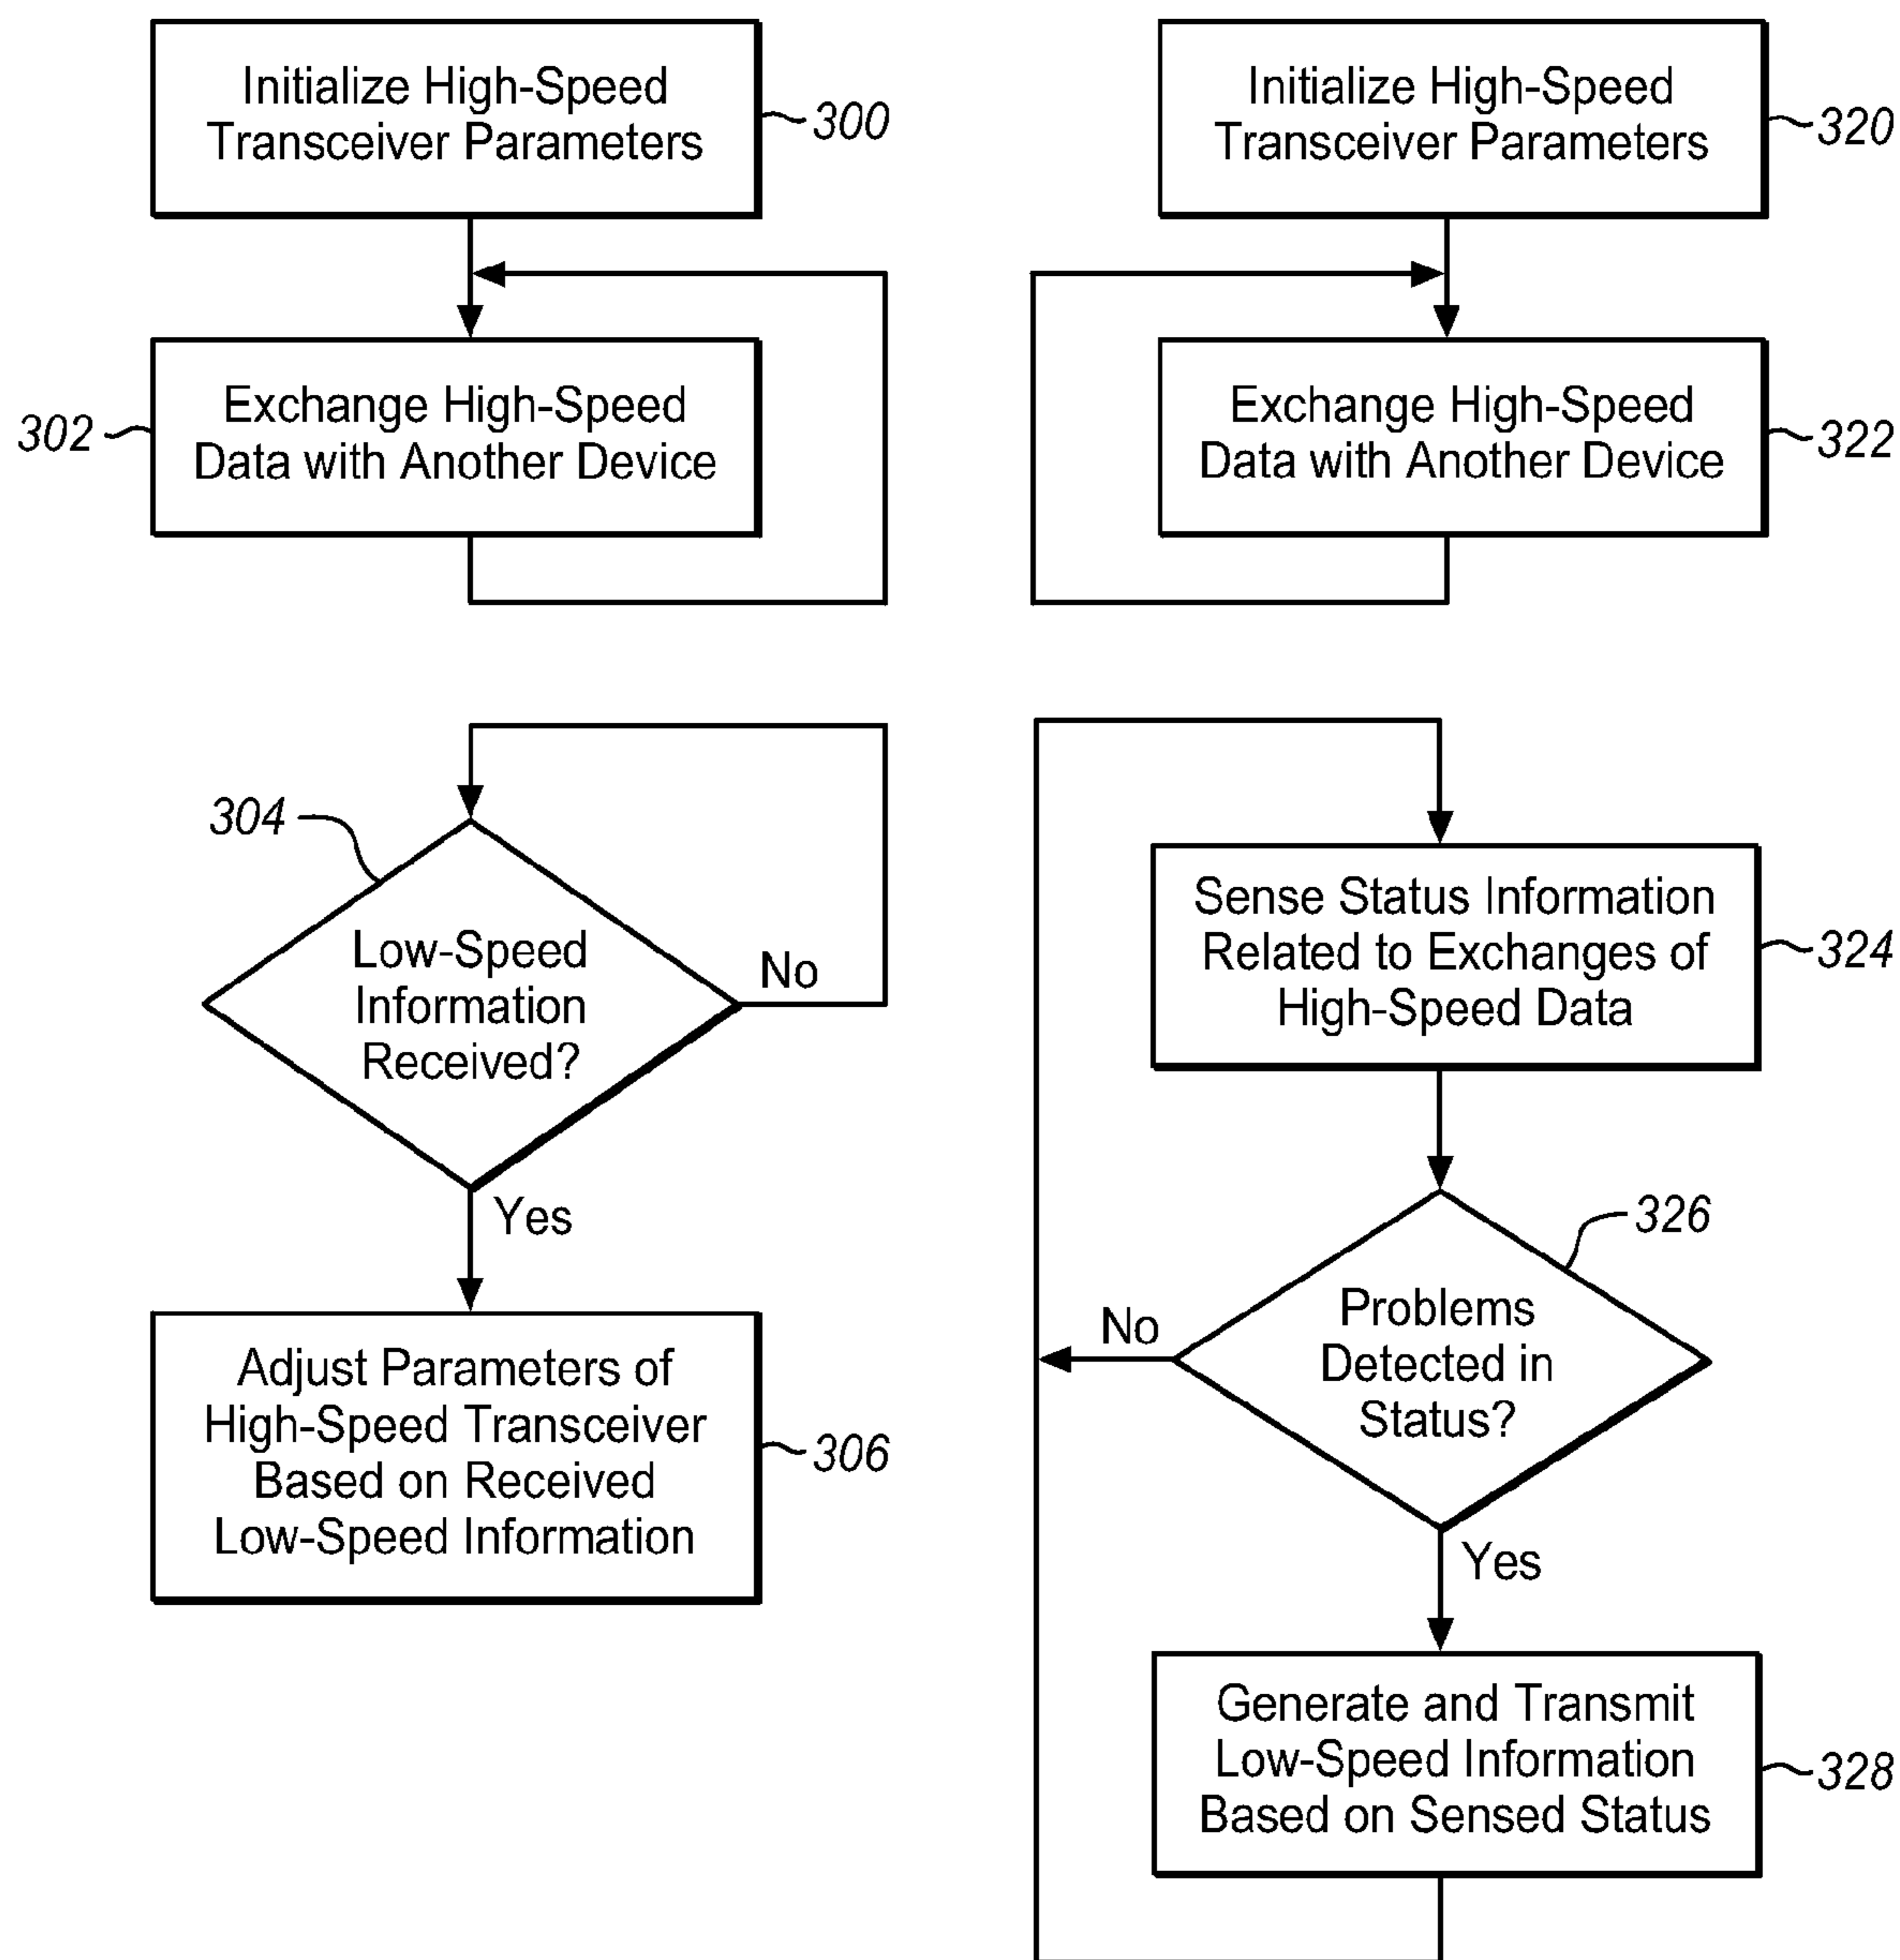 Initialize High-Speed
Transceiver Parameters
300
Exchange High-Speed
Data with Another Device
302
304
Low-Speed
Information
Received?
No
Yes
Adjust Parameters of
High-Speed Transceiver
Based on Received
Low-Speed Information
306
Initialize High-Speed
Transceiver Parameters
320
Exchange High-Speed
Data with Another Device
322
Sense Status Information
Related to Exchanges of
High-Speed Data
324
326
Problems
Detected in
Status?
No
Yes
Generate and Transmit
Low-Speed Information
Based on Sensed Status
328